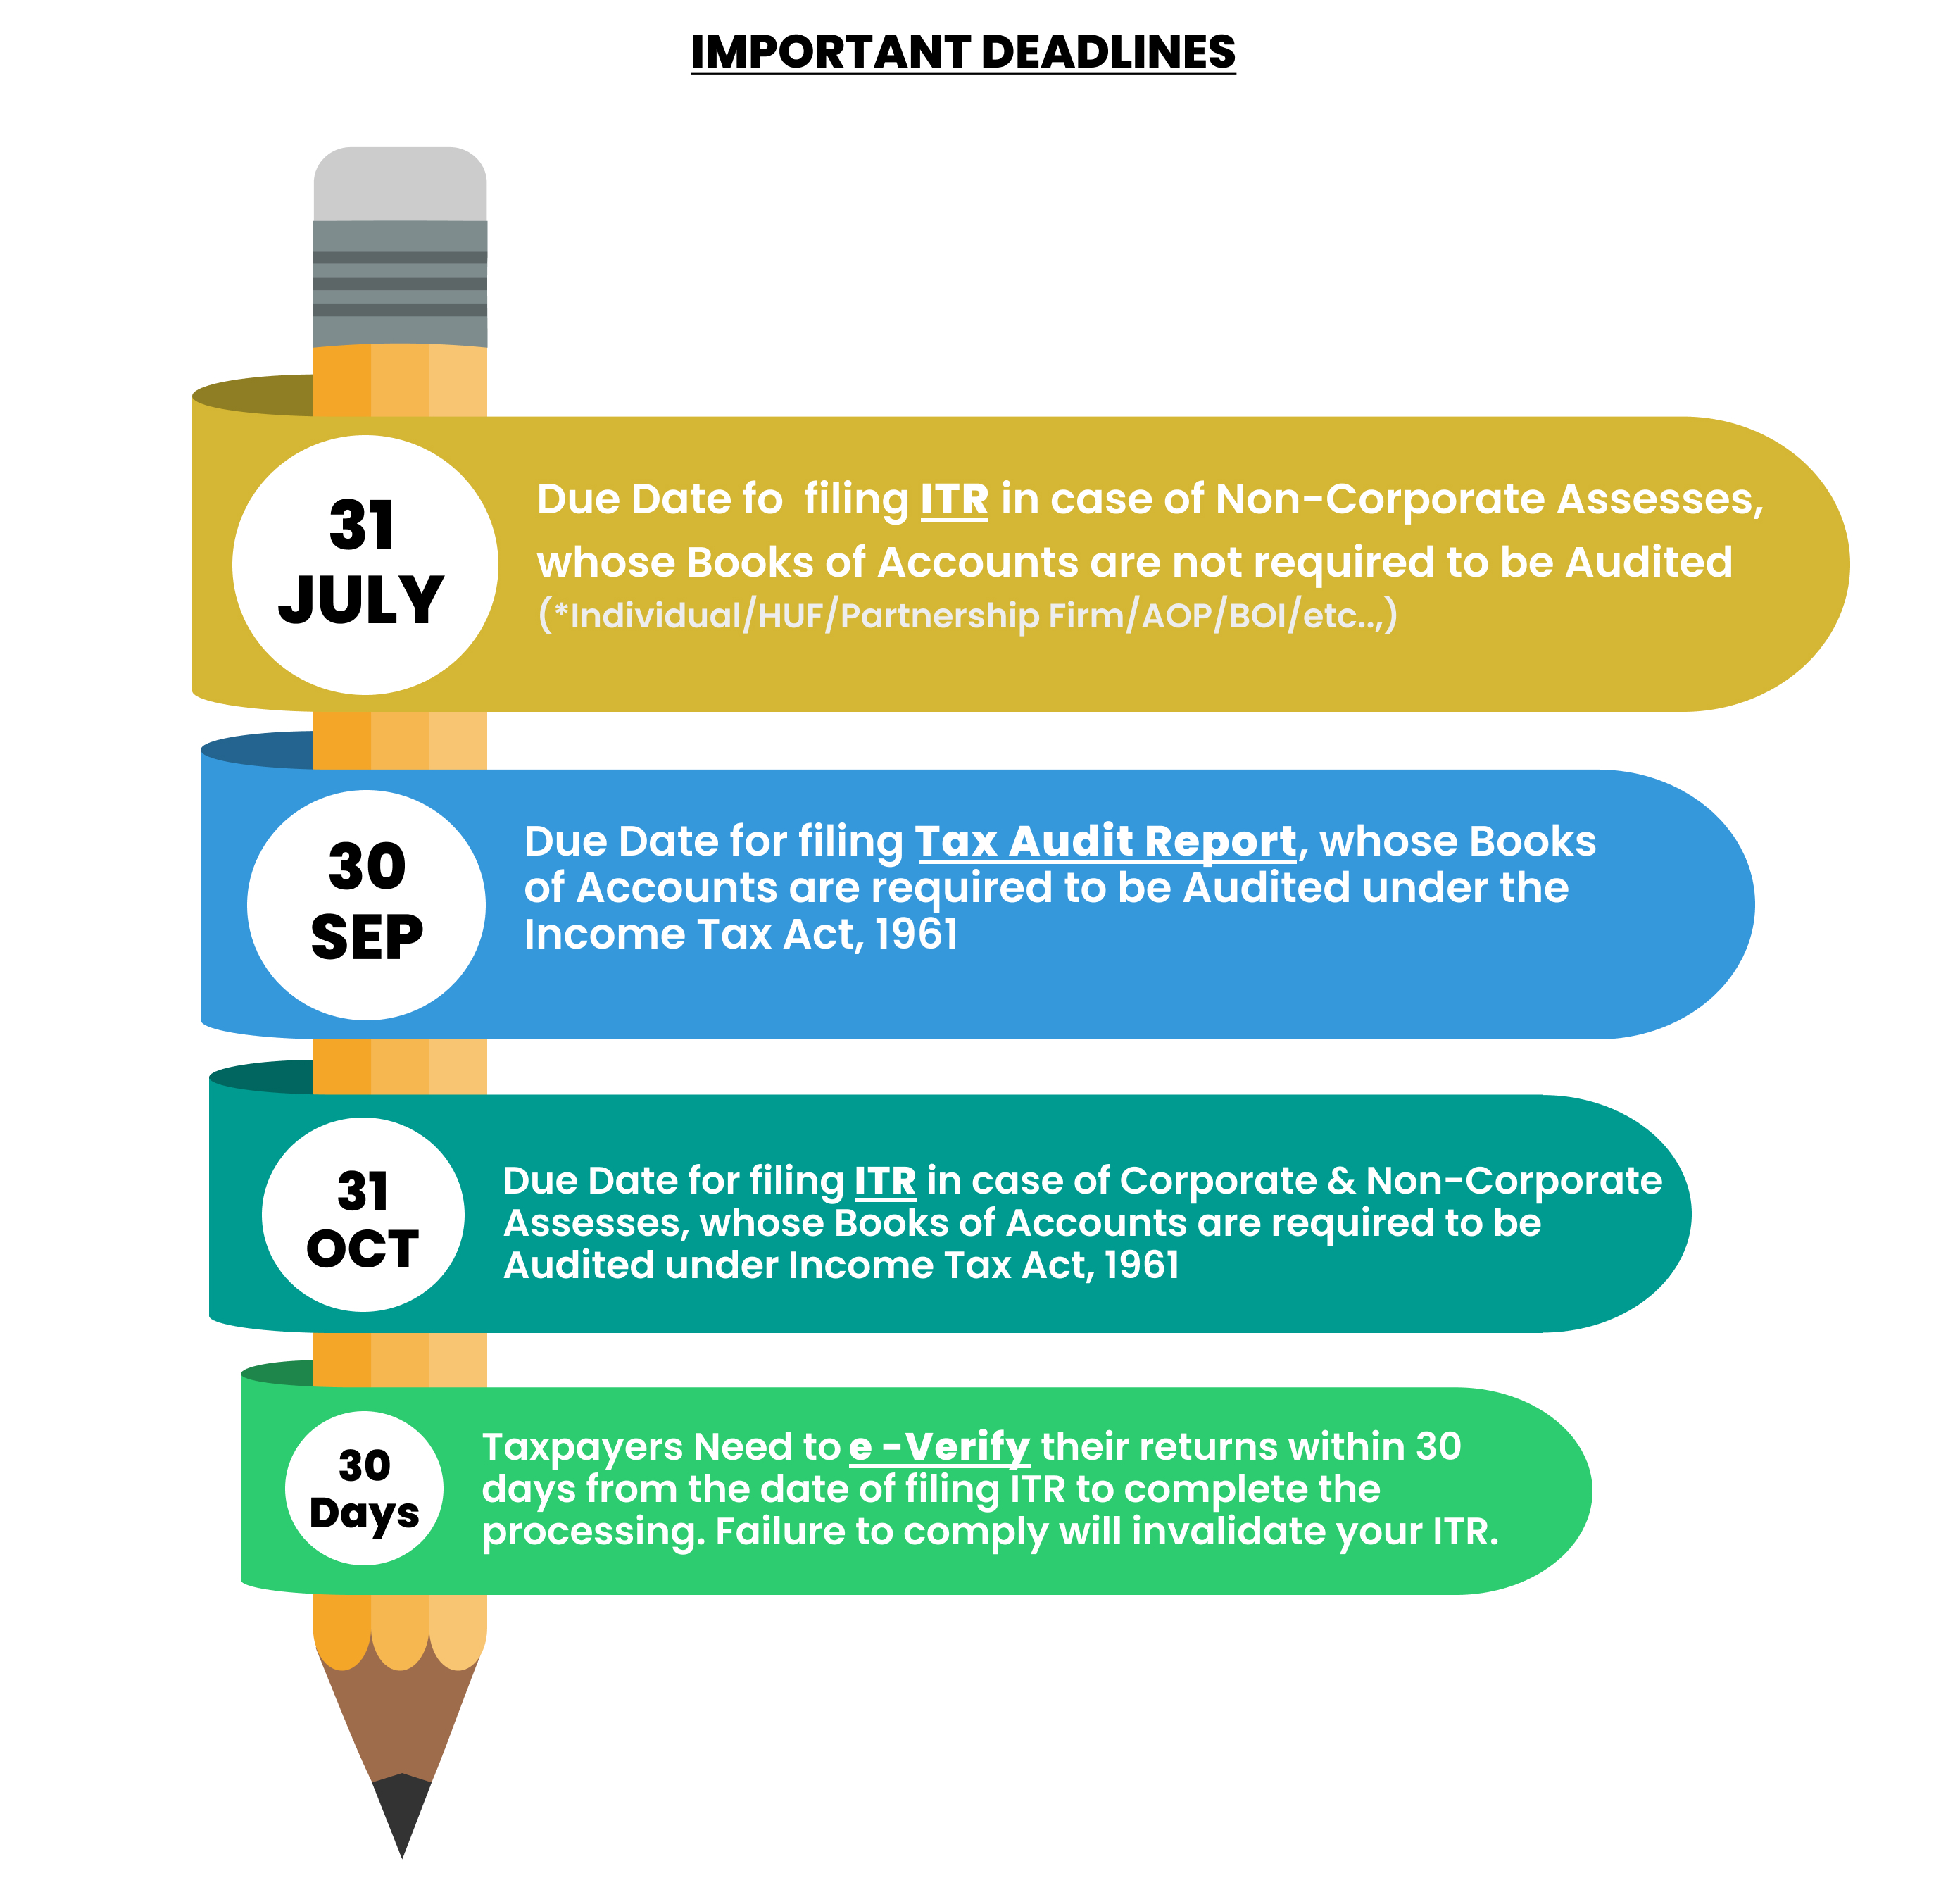 IMPORTANT DEADLINES
31
JULY
Due Date fo  filing ITR in case of Non-Corporate Assesses,
whose Books of Accounts are not required to be Audited
(*Individual/HUF/Partnership Firm/AOP/BOI/etc..,)
30
SEP
Due Date for filing Tax Audit Report, whose Books
of Accounts are required to be Audited under the
Income Tax Act, 1961
31
OCT
Due Date for filing ITR in case of Corporate & Non-Corporate
Assesses, whose Books of Accounts are required to be
Audited under Income Tax Act, 1961
30
Days
Taxpayers Need to e -Verify their returns within 30
days from the date of filing ITR to complete the
processing. Failure to comply will invalidate your ITR.